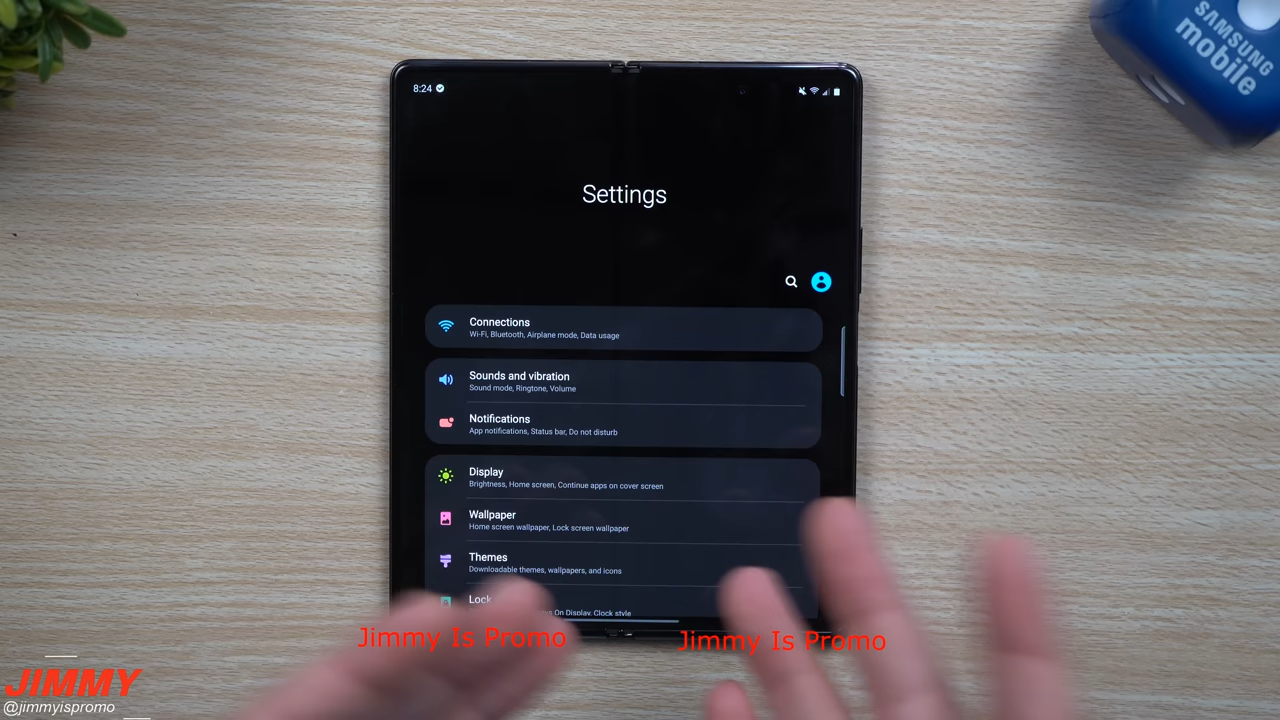 SAMSUNG
mobile
8:24
Settings
Connections
Wi-Fi, Bluetooth, Airplane mode, Data usage
Sounds and vibration
Sound mode, Ringtone, Volume
Notifications
App notifications, Status bar, Do not disturb
Display
Brightness, Home screen, Continue apps on cover screen
Wallpaper
Home screen wallpaper, Lock screen wallpaper
Themes
Downloadable themes, wallpapers, and icons
Lock
On Display, Clock style
Jimmy Is Promo
Jimmy Is Promo
JIMMY
@jimmyispromo